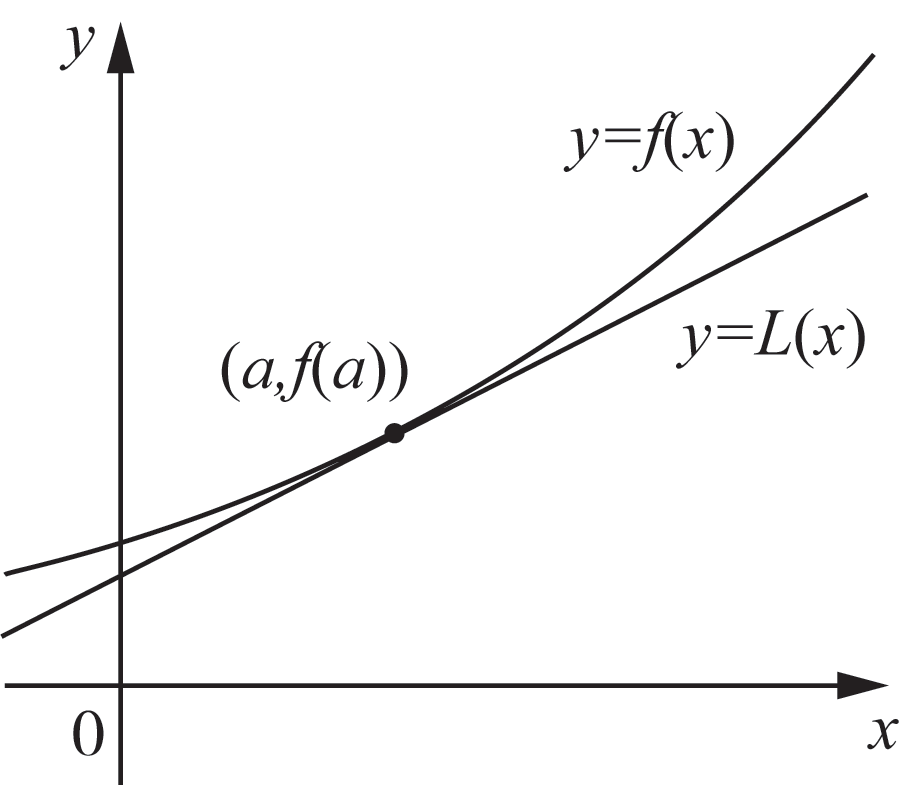 y
y=f(x)
y=L(x)
(a,f(a))
0
x